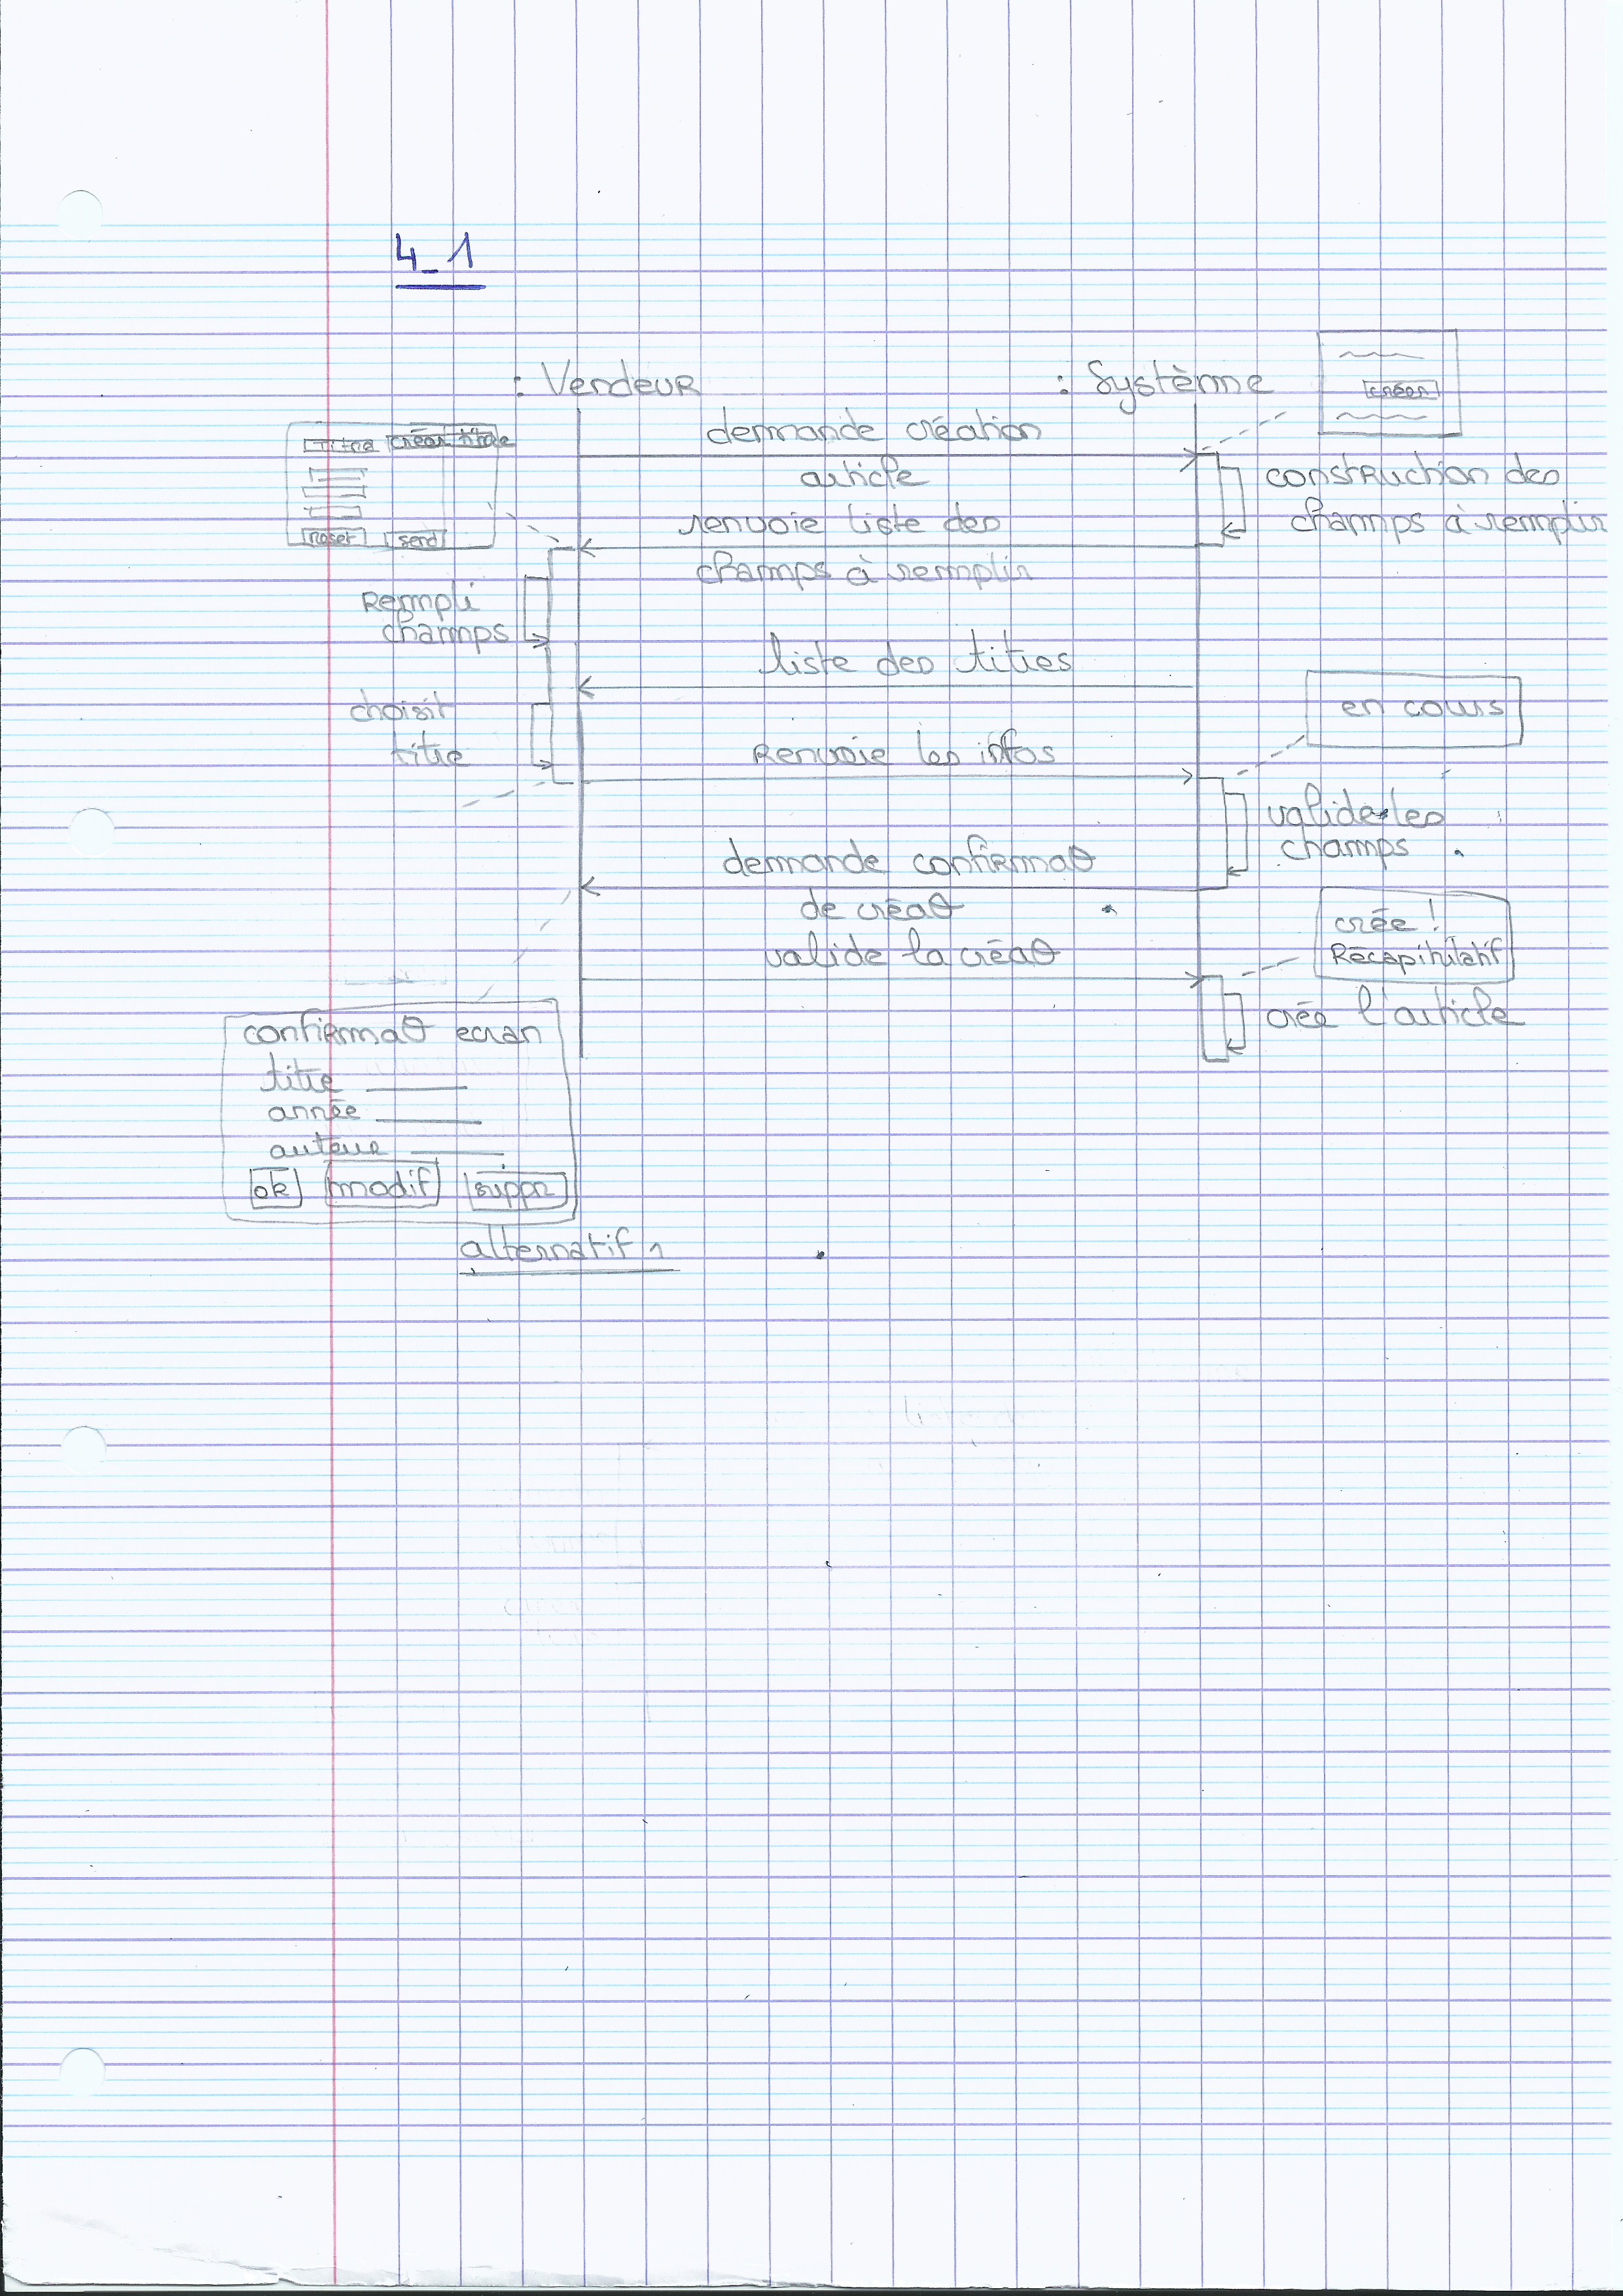 4_1
: Vendeur
: Système
créer
demande création
article
titre créer titre
construction des
champs à remplir
renvoie liste des
champs à remplir
reset send
Rempli
champs
liste des titres
choisit
titre
en cours
Renvoie les infos
valide les
champs
demande confirmaθ
de créaθ
crée !
Récapitulatif
valide la créaθ
crée l'article
confirmaθ ecran
titre
année
auteur
ok modif suppr
alternatif 1